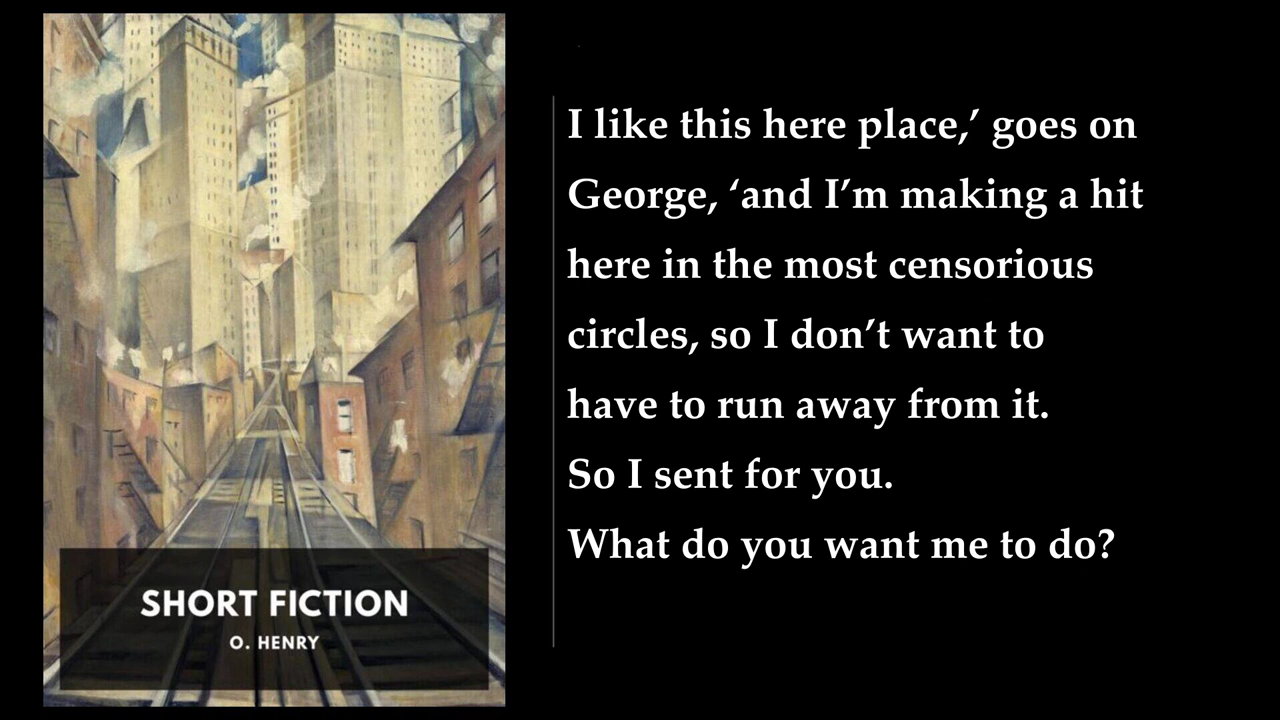 SHORT FICTION
O. HENRY
I like this here place,’ goes on
George, ‘and I’m making a hit
here in the most censorious
circles, so I don’t want to
have to run away from it.
So I sent for you.
What do you want me to do?